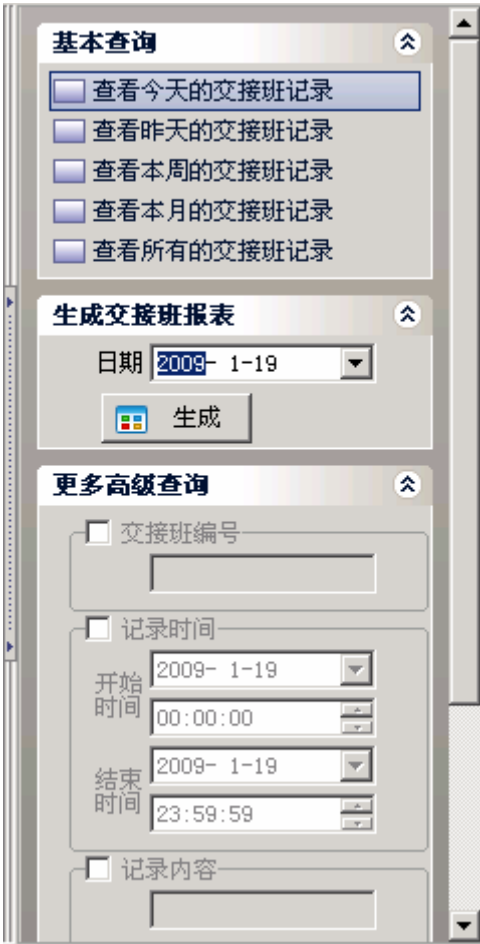 基本查询
查看今天的交接班记录
查看昨天的交接班记录
查看本周的交接班记录
查看本月的交接班记录
查看所有的交接班记录
生成交接班报表
日期 2009- 1-19
生成
更多高级查询
交接班编号
记录时间
开始时间 2009- 1-19
00:00:00
结束时间 2009- 1-19
23:59:59
记录内容